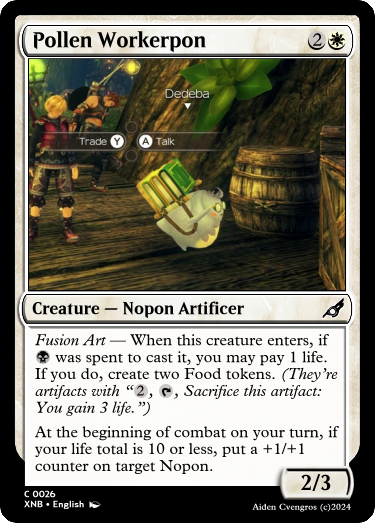 Pollen Workerpon 2
Dedeba
Trade Y A Talk
Creature — Nopon Artificer
Fusion Art — When this creature enters, if
was spent to cast it, you may pay 1 life.
If you do, create two Food tokens. (They're
artifacts with “2, , Sacrifice this artifact:
You gain 3 life.”)
At the beginning of combat on your turn, if
your life total is 10 or less, put a +1/+1
counter on target Nopon.
2/3
C 0026
XNB • English
Aiden Cvengros (c)2024